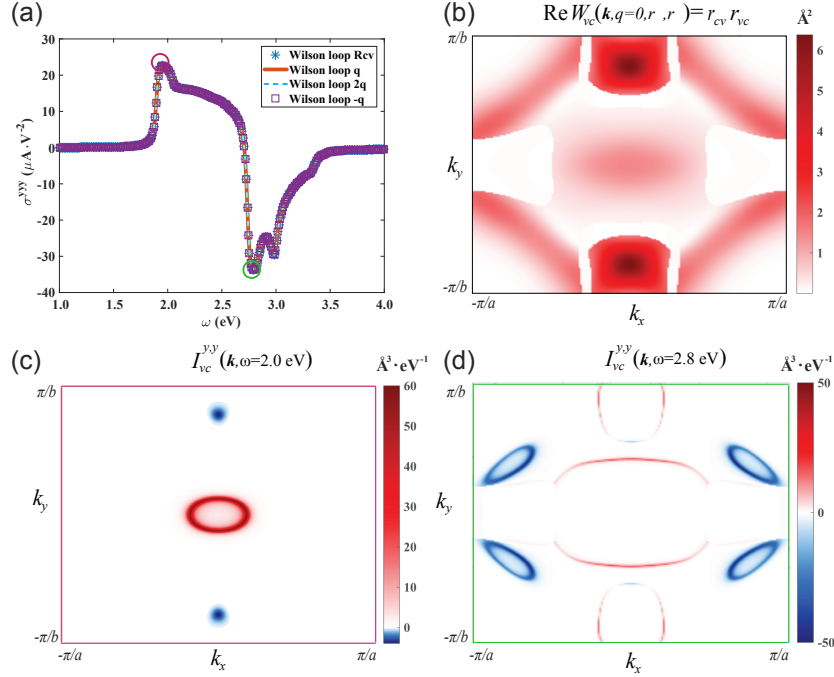 (a)
σ^yyy (μA·V⁻²)
40
30
20
10
0
-10
-20
-30
-40
1.0 1.5 2.0 2.5 3.0 3.5 4.0
ω (eV)
Wilson loop Rcv
Wilson loop q
Wilson loop 2q
Wilson loop -q
(b)
Re W_vc(k,q=0,r ,r )= r_cv r_vc
Å²
π/b
k_y
-π/b
-π/a k_x π/a
6
5
4
3
2
1
(c)
I_vc^y,y (k,ω=2.0 eV)
Å³·eV⁻¹
π/b
k_y
-π/b
-π/a k_x π/a
60
50
40
30
20
10
0
(d)
I_vc^y,y (k,ω=2.8 eV)
Å³·eV⁻¹
π/b
k_y
-π/b
-π/a k_x π/a
50
0
-50